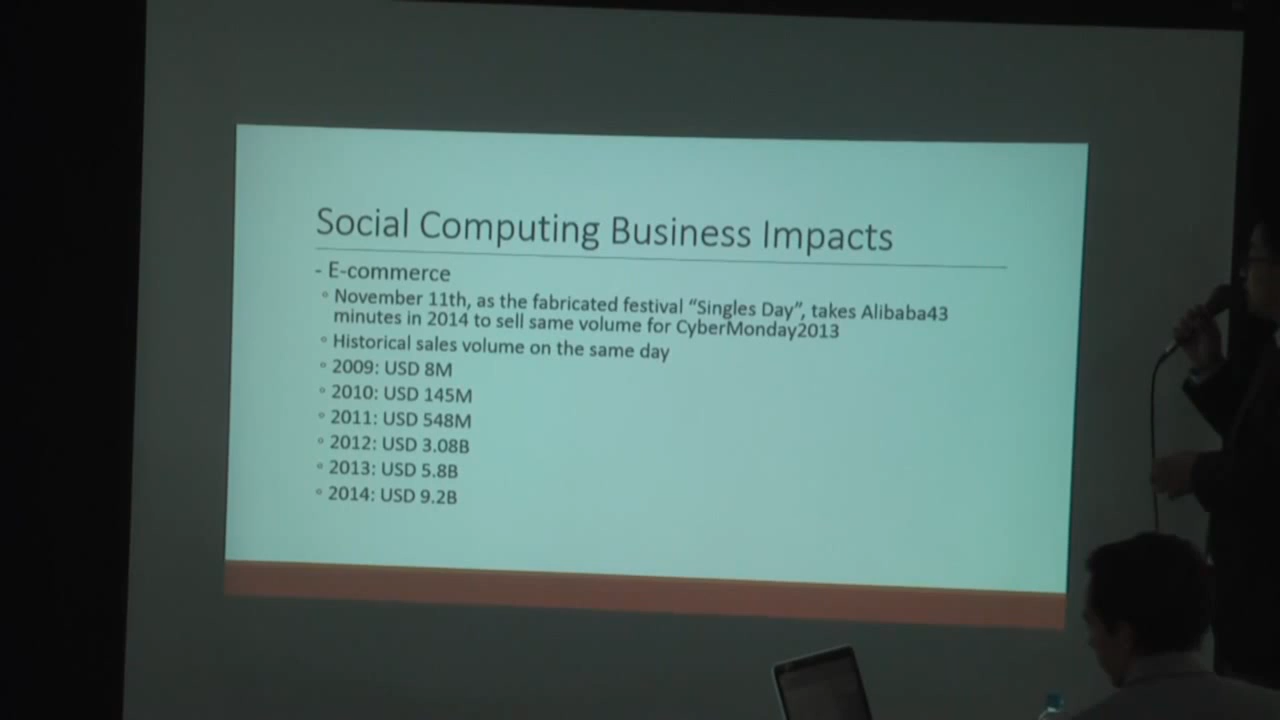 Social Computing Business Impacts
- E-commerce
◦ November 11th, as the fabricated festival “Singles Day”, takes Alibaba43
minutes in 2014 to sell same volume for CyberMonday2013
◦ Historical sales volume on the same day
◦ 2009: USD 8M
◦ 2010: USD 145M
◦ 2011: USD 548M
◦ 2012: USD 3.08B
◦ 2013: USD 5.8B
◦ 2014: USD 9.2B